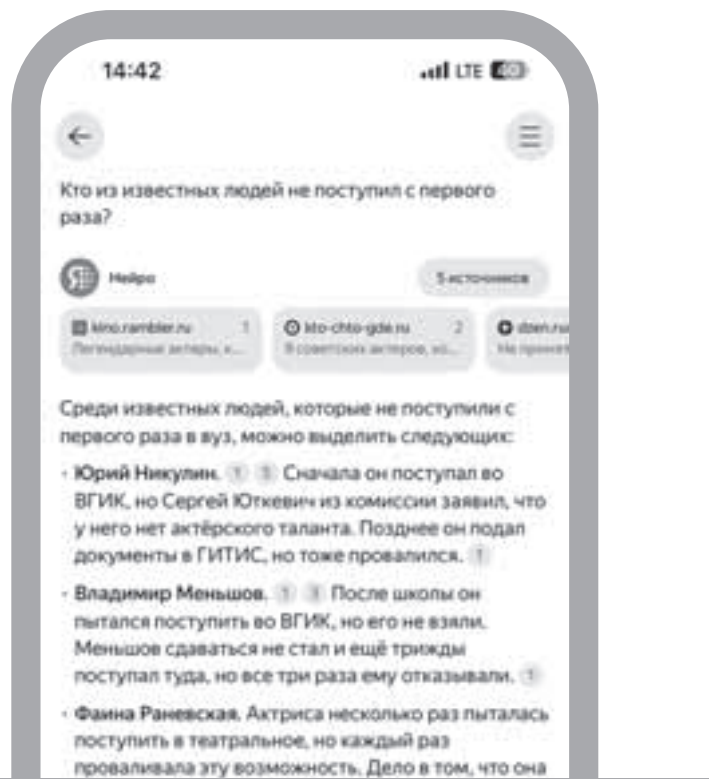 14:42
LTE
Кто из известных людей не поступил с первого
раза?
Нейро
5 источников
kino.rambler.ru 1
Легендарные актеры, к...
kto-chto-gde.ru 2
9 советских актеров, ко...
dzen.ru
Не принят
Среди известных людей, которые не поступили с
первого раза в вуз, можно выделить следующих:
· Юрий Никулин. 1 5 Сначала он поступал во
ВГИК, но Сергей Юткевич из комиссии заявил, что
у него нет актёрского таланта. Позднее он подал
документы в ГИТИС, но тоже провалился. 1
· Владимир Меньшов. 1 3 После школы он
пытался поступить во ВГИК, но его не взяли.
Меньшов сдаваться не стал и ещё трижды
поступал туда, но все три раза ему отказывали. 1
· Фаина Раневская. Актриса несколько раз пыталась
поступить в театральное, но каждый раз
проваливала эту возможность. Дело в том, что она